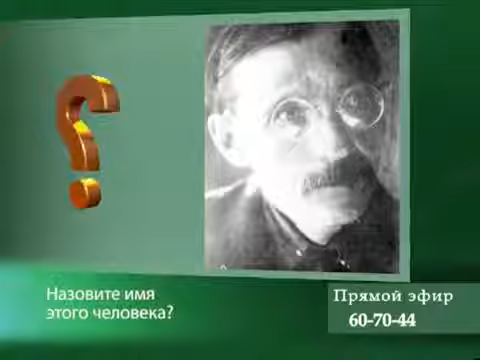 ?
Назовите имя
этого человека?
Прямой эфир
60-70-44